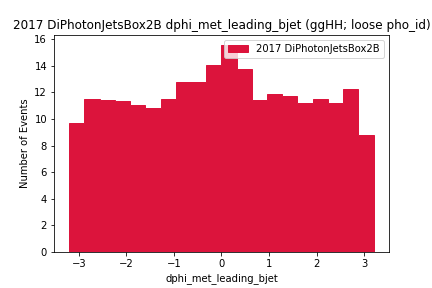 2017 DiPhotonJetsBox2B dphi_met_leading_bjet (ggHH; loose pho_id)
2017 DiPhotonJetsBox2B
Number of Events
16
14
12
10
8
6
4
2
0
−3 −2 −1 0 1 2 3
dphi_met_leading_bjet